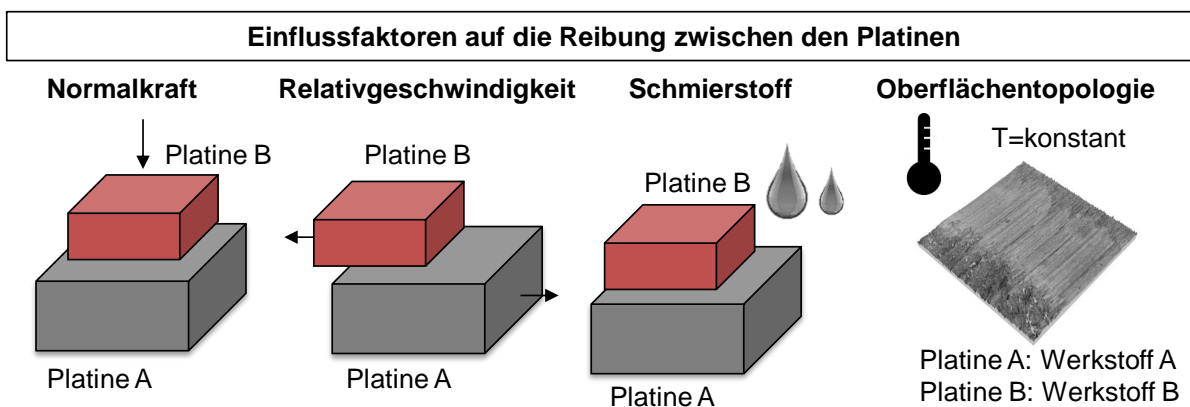 Einflussfaktoren auf die Reibung zwischen den Platinen
Normalkraft
Platine B
Platine A
Relativgeschwindigkeit
Platine B
Platine A
Schmierstoff
Platine B
Platine A
Oberflächentopologie
T=konstant
Platine A: Werkstoff A
Platine B: Werkstoff B